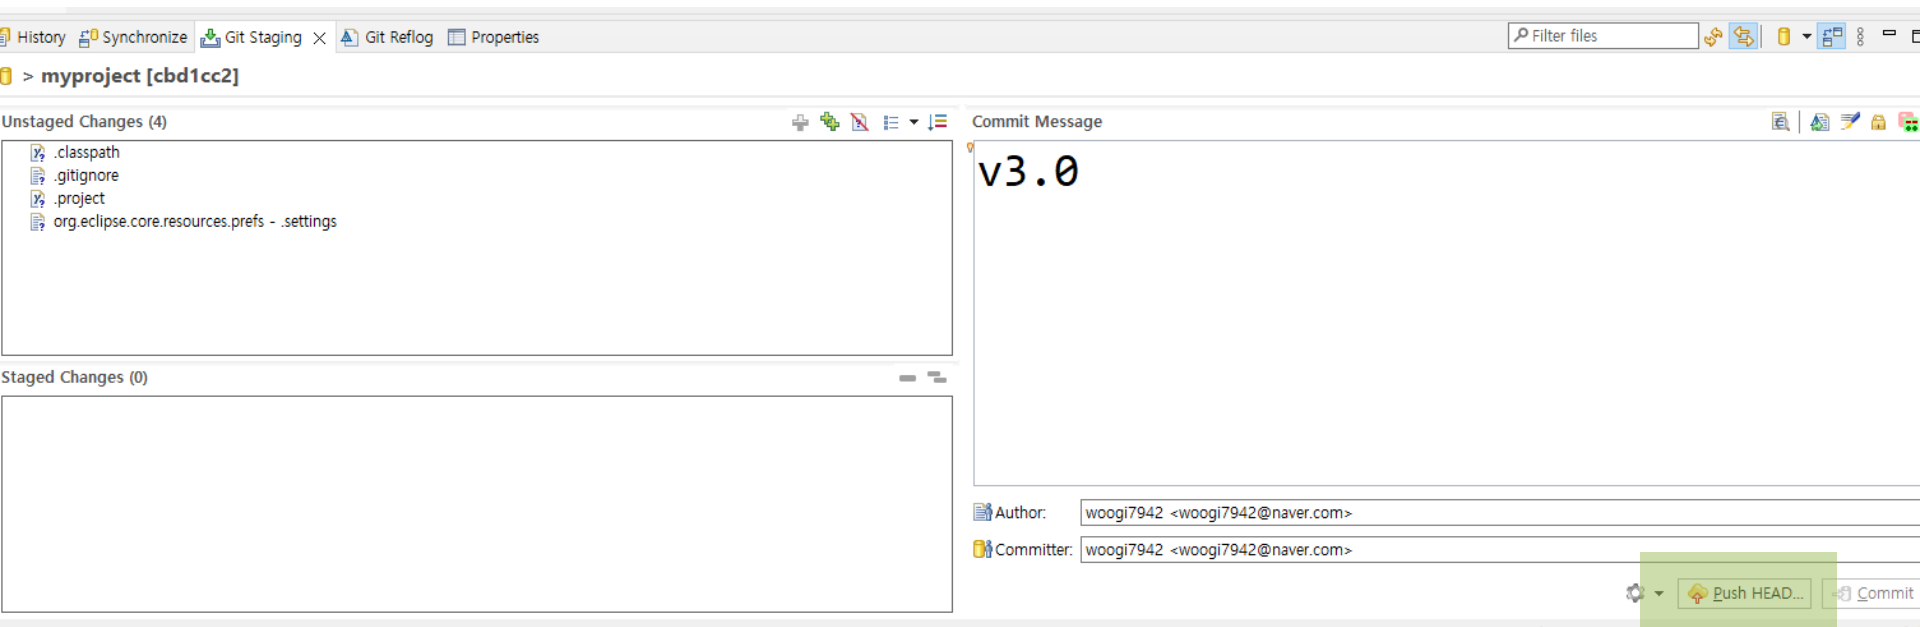 History Synchronize Git Staging Git Reflog Properties Filter files
> myproject [cbd1cc2]
Unstaged Changes (4)
.classpath
.gitignore
.project
org.eclipse.core.resources.prefs - .settings
Staged Changes (0)
Commit Message
v3.0
Author: woogi7942 <woogi7942@naver.com>
Committer: woogi7942 <woogi7942@naver.com>
Push HEAD... Commit